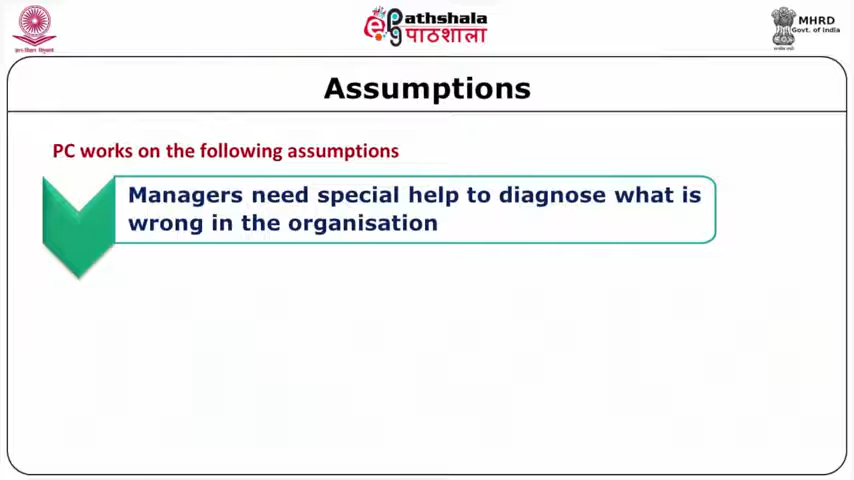 ePathshala
पाठशाला
MHRD
Govt. of India
Assumptions
PC works on the following assumptions
Managers need special help to diagnose what is
wrong in the organisation